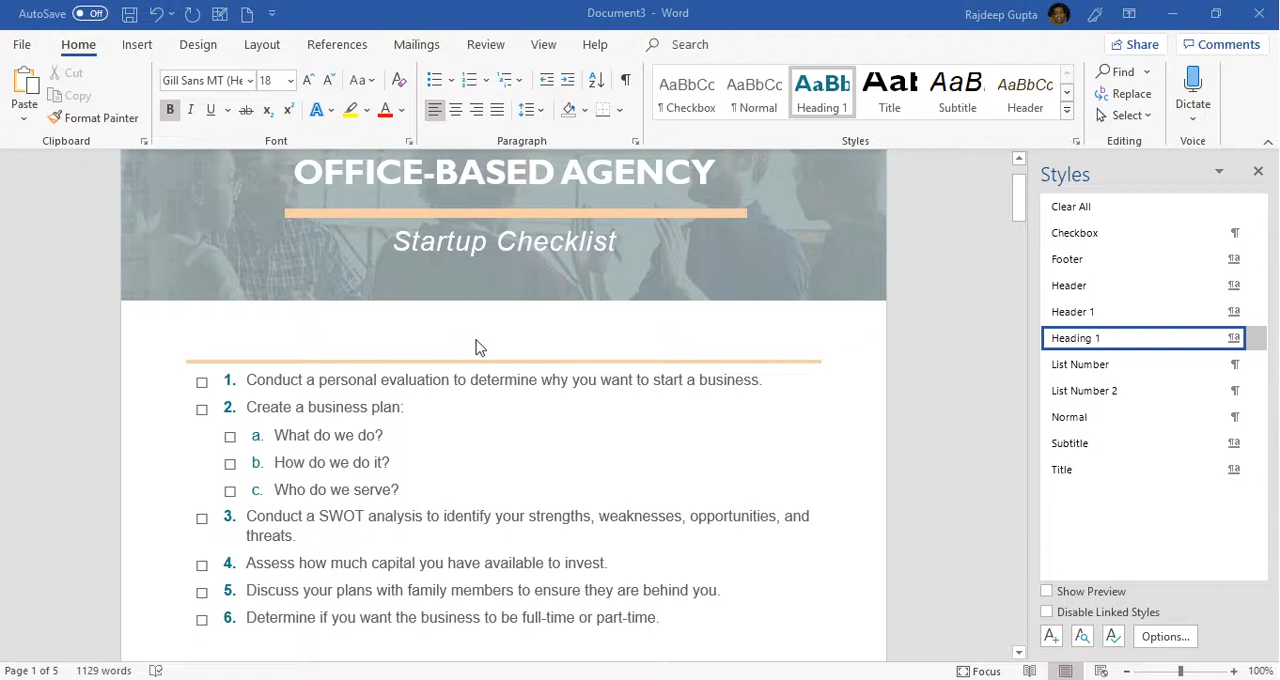 AutoSave Off Document3 - Word Rajdeep Gupta
File Home Insert Design Layout References Mailings Review View Help Search Share Comments
Paste Cut Copy Format Painter
Clipboard
Gill Sans MT (He 18
Font
Paragraph
AaBbCc AaBbCc AaBb AaB AaB AaBbCc
¶ Checkbox ¶ Normal Heading 1 Title Subtitle Header
Styles
Find
Replace
Select
Editing
Dictate
Voice
OFFICE-BASED AGENCY
Startup Checklist
1. Conduct a personal evaluation to determine why you want to start a business.
2. Create a business plan:
a. What do we do?
b. How do we do it?
c. Who do we serve?
3. Conduct a SWOT analysis to identify your strengths, weaknesses, opportunities, and
threats.
4. Assess how much capital you have available to invest.
5. Discuss your plans with family members to ensure they are behind you.
6. Determine if you want the business to be full-time or part-time.
Styles
Clear All
Checkbox ¶
Footer ¶a
Header ¶a
Header 1 ¶a
Heading 1 ¶a
List Number ¶
List Number 2 ¶
Normal ¶
Subtitle ¶a
Title ¶a
Show Preview
Disable Linked Styles
Options...
Page 1 of 5 1129 words Focus 100%